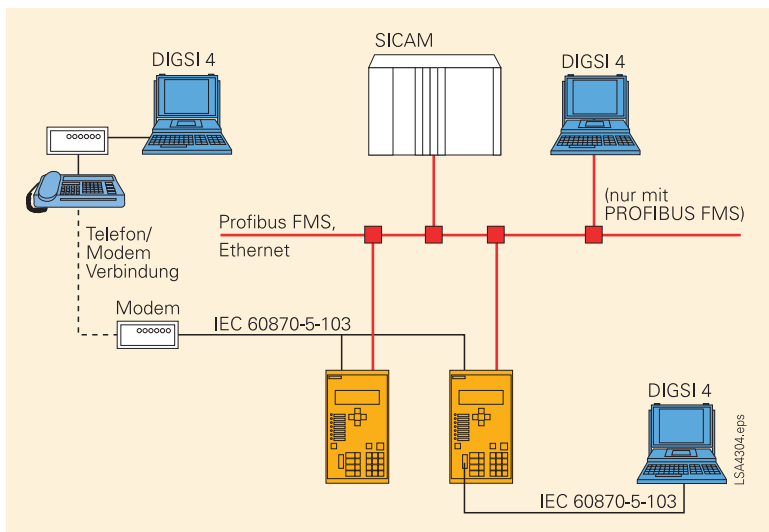 SICAM
DIGSI 4
DIGSI 4
(nur mit
PROFIBUS FMS)
Profibus FMS,
Ethernet
Telefon/
Modem
Verbindung
Modem
IEC 60870-5-103
DIGSI 4
IEC 60870-5-103
LSA4304.eps